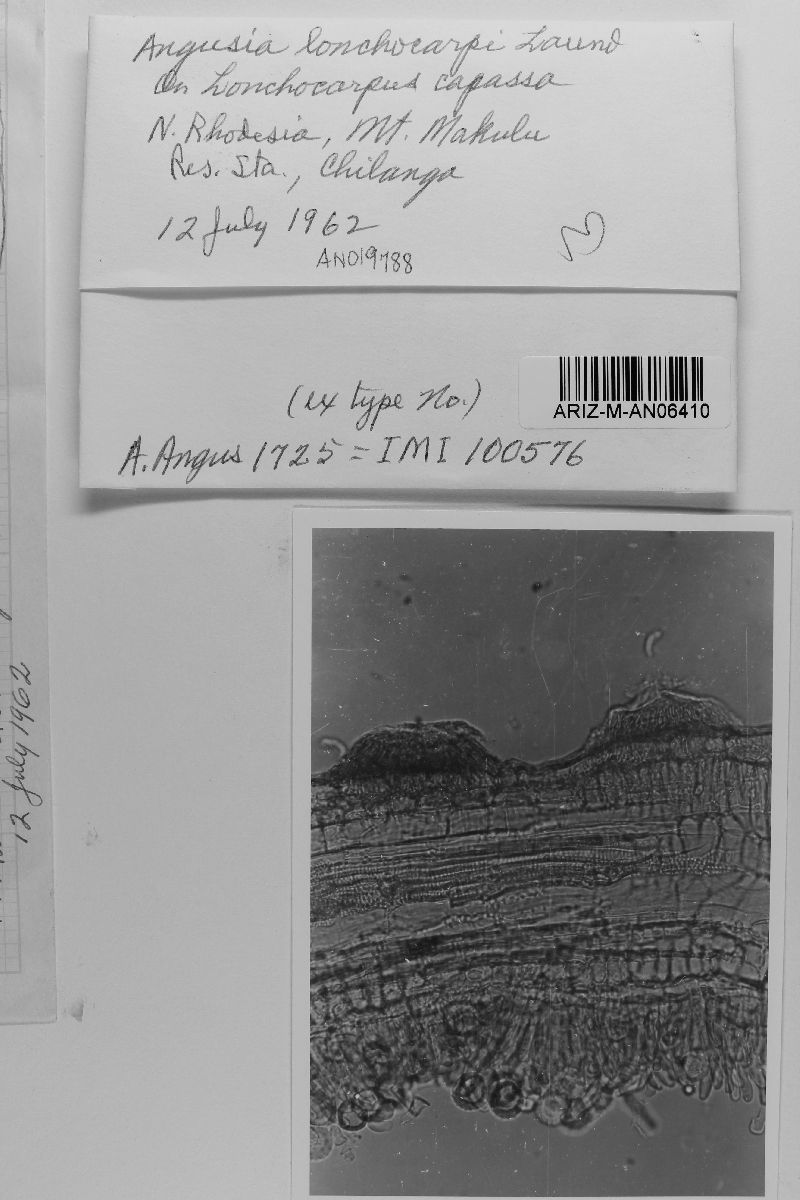 Angusia lonchocarpi Laund
On Lonchocarpus capassa
N. Rhodesia, Mt. Makulu
Res. Sta., Chilanga
12 July 1962
AN019788
(ex type No.)
ARIZ-M-AN06410
A. Angus 1725 = IMI 100576
12 July 1962